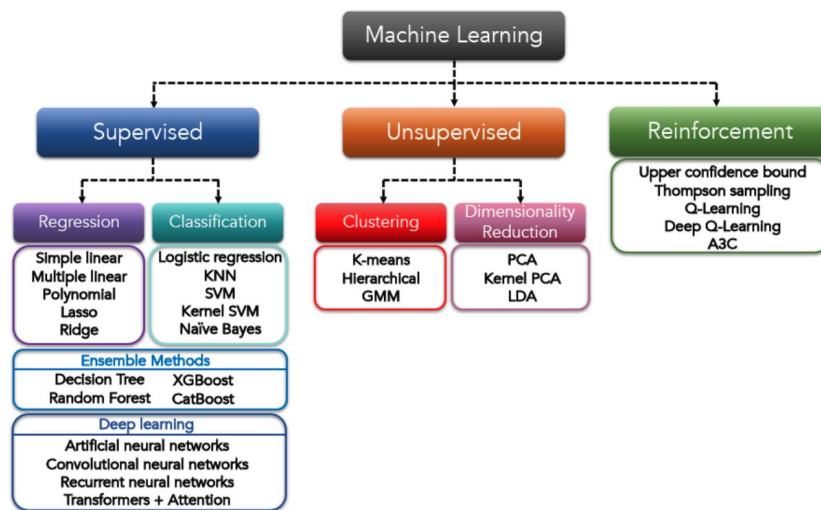 Machine Learning
Supervised
Unsupervised
Reinforcement
Upper confidence bound
Thompson sampling
Q-Learning
Deep Q-Learning
A3C
Regression
Classification
Clustering
Dimensionality
Reduction
Simple linear
Multiple linear
Polynomial
Lasso
Ridge
Logistic regression
KNN
SVM
Kernel SVM
Naïve Bayes
K-means
Hierarchical
GMM
PCA
Kernel PCA
LDA
Ensemble Methods
Decision Tree XGBoost
Random Forest CatBoost
Deep learning
Artificial neural networks
Convolutional neural networks
Recurrent neural networks
Transformers + Attention